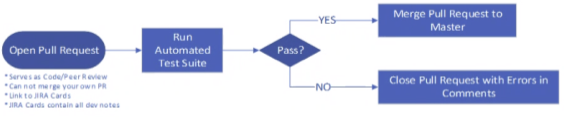 Open Pull Request
*Serves as Code/Peer Review
*Can not merge your own PR
*Link to JIRA Cards
*JIRA Cards contain all dev notes
Run
Automated
Test Suite
Pass?
YES
Merge Pull Request to
Master
NO
Close Pull Request with Errors in
Comments